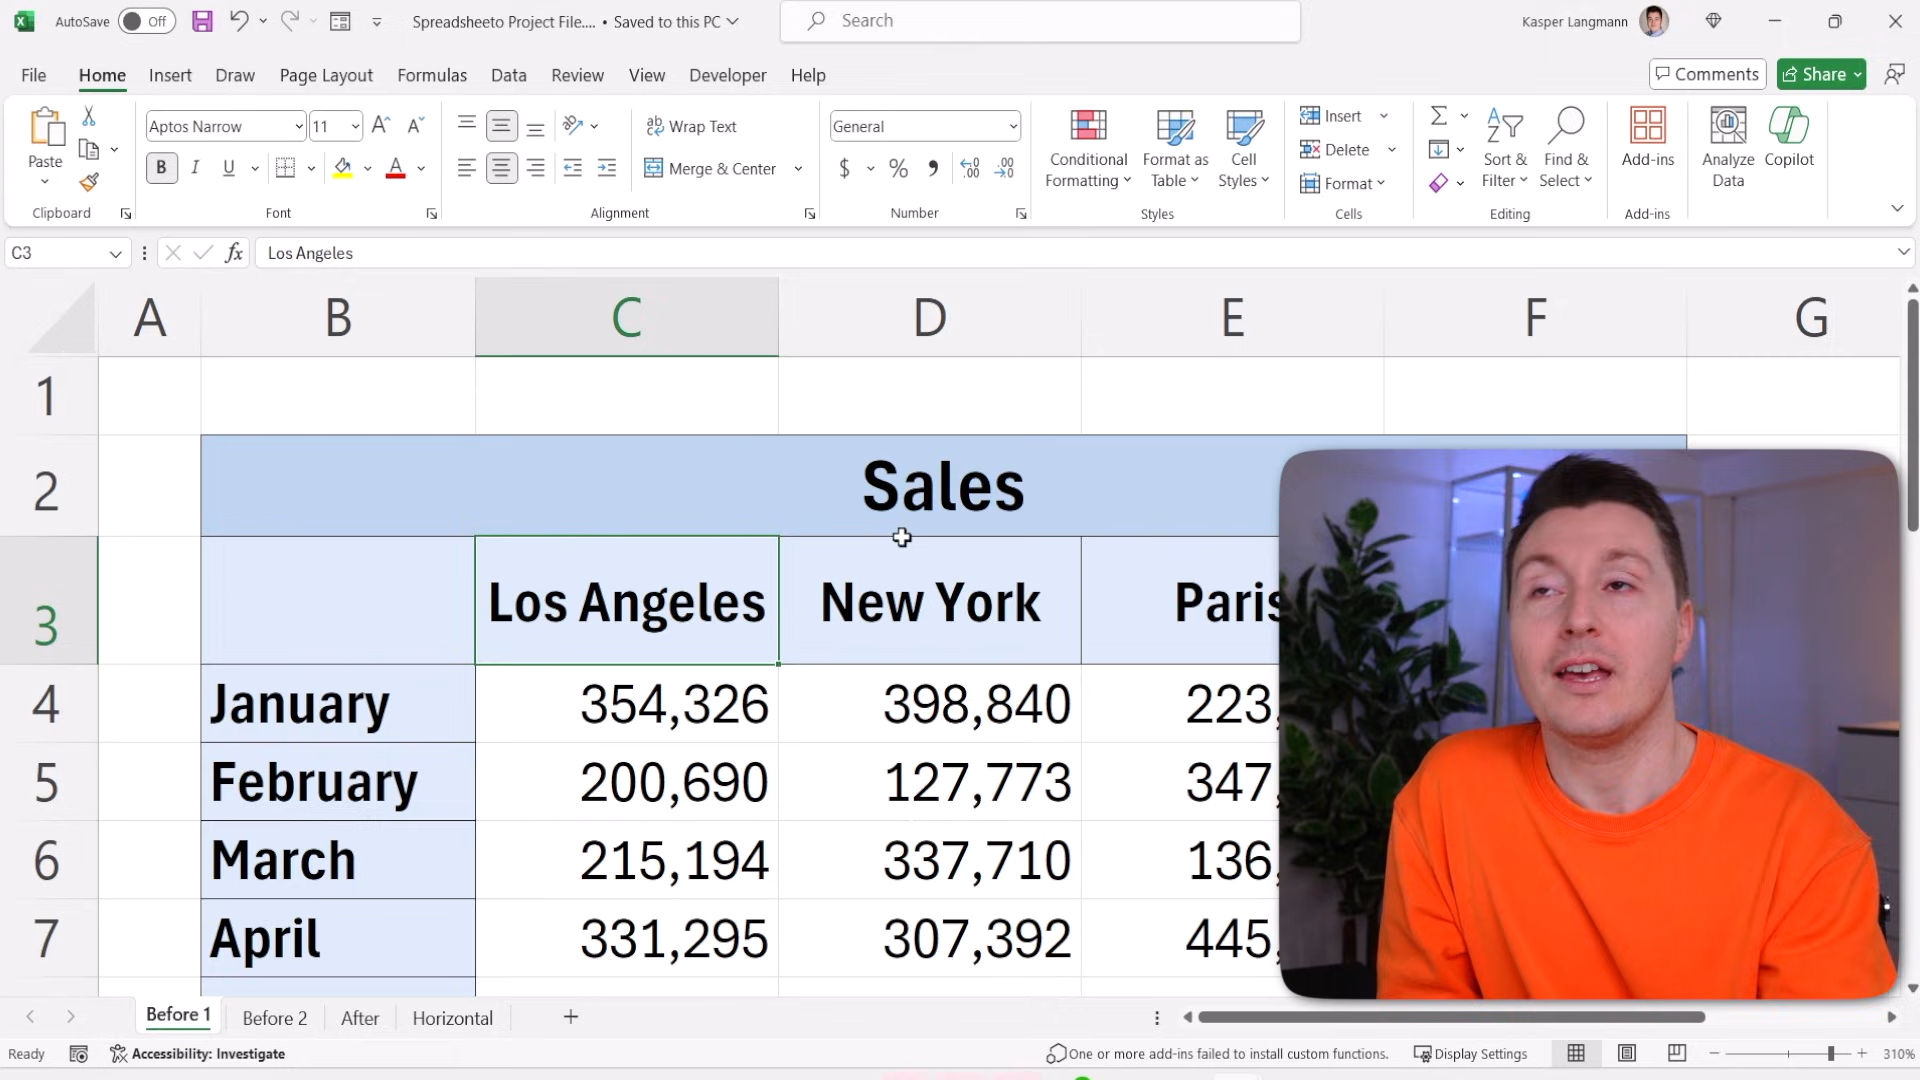 AutoSave Off Spreadsheeto Project File.... • Saved to this PC Search Kasper Langmann
File Home Insert Draw Page Layout Formulas Data Review View Developer Help Comments Share
Paste
Clipboard
Aptos Narrow 11
B I U
Font
Wrap Text
Merge & Center
Alignment
General
$ % ,
Number
Conditional Formatting
Format as Table
Cell Styles
Styles
Insert
Delete
Format
Cells
Sort & Filter
Find & Select
Editing
Add-ins
Add-ins
Analyze Data
Copilot
C3 fx Los Angeles
A B C D E F G
1
2 Sales
3 Los Angeles New York Paris
4 January 354,326 398,840 223,
5 February 200,690 127,773 347,
6 March 215,194 337,710 136,
7 April 331,295 307,392 445,
Before 1 Before 2 After Horizontal
Ready Accessibility: Investigate One or more add-ins failed to install custom functions. Display Settings 310%